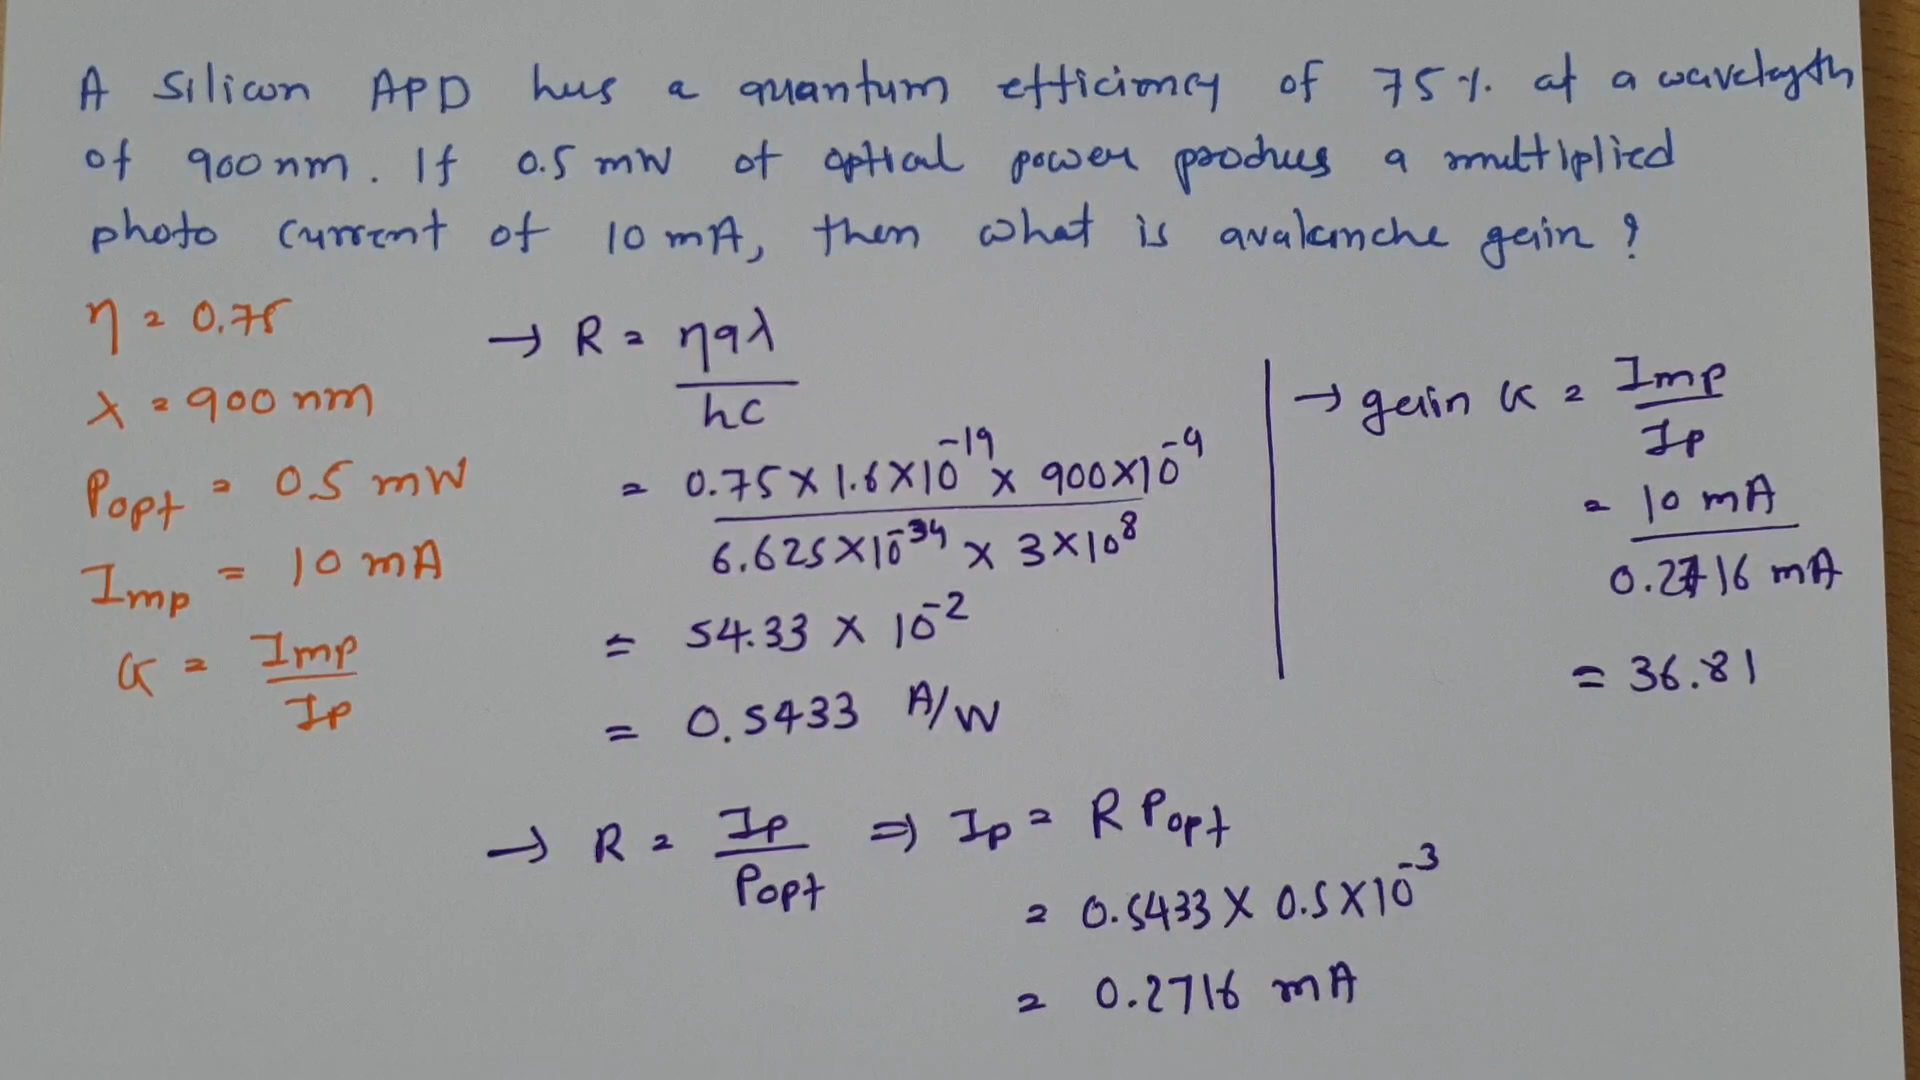 A Silicon APD has a quantum efficiency of 75 %. at a wavelength
of 900 nm. If 0.5 mW of optical power produces a multiplied
photo current of 10 mA, then what is avalanche gain ?
η = 0.75
λ = 900 nm
Popt = 0.5 mW
Imp = 10 mA
G = Imp / Ip
→ R = ηqλ / hc
= 0.75 × 1.6 × 10^-19 × 900 × 10^-9 / 6.625 × 10^-34 × 3 × 10^8
= 54.33 × 10^-2
= 0.5433 A/W
→ R = Ip / Popt ⇒ Ip = R Popt
= 0.5433 × 0.5 × 10^-3
= 0.2716 mA
→ gain G = Imp / Ip
= 10 mA / 0.2716 mA
= 36.81